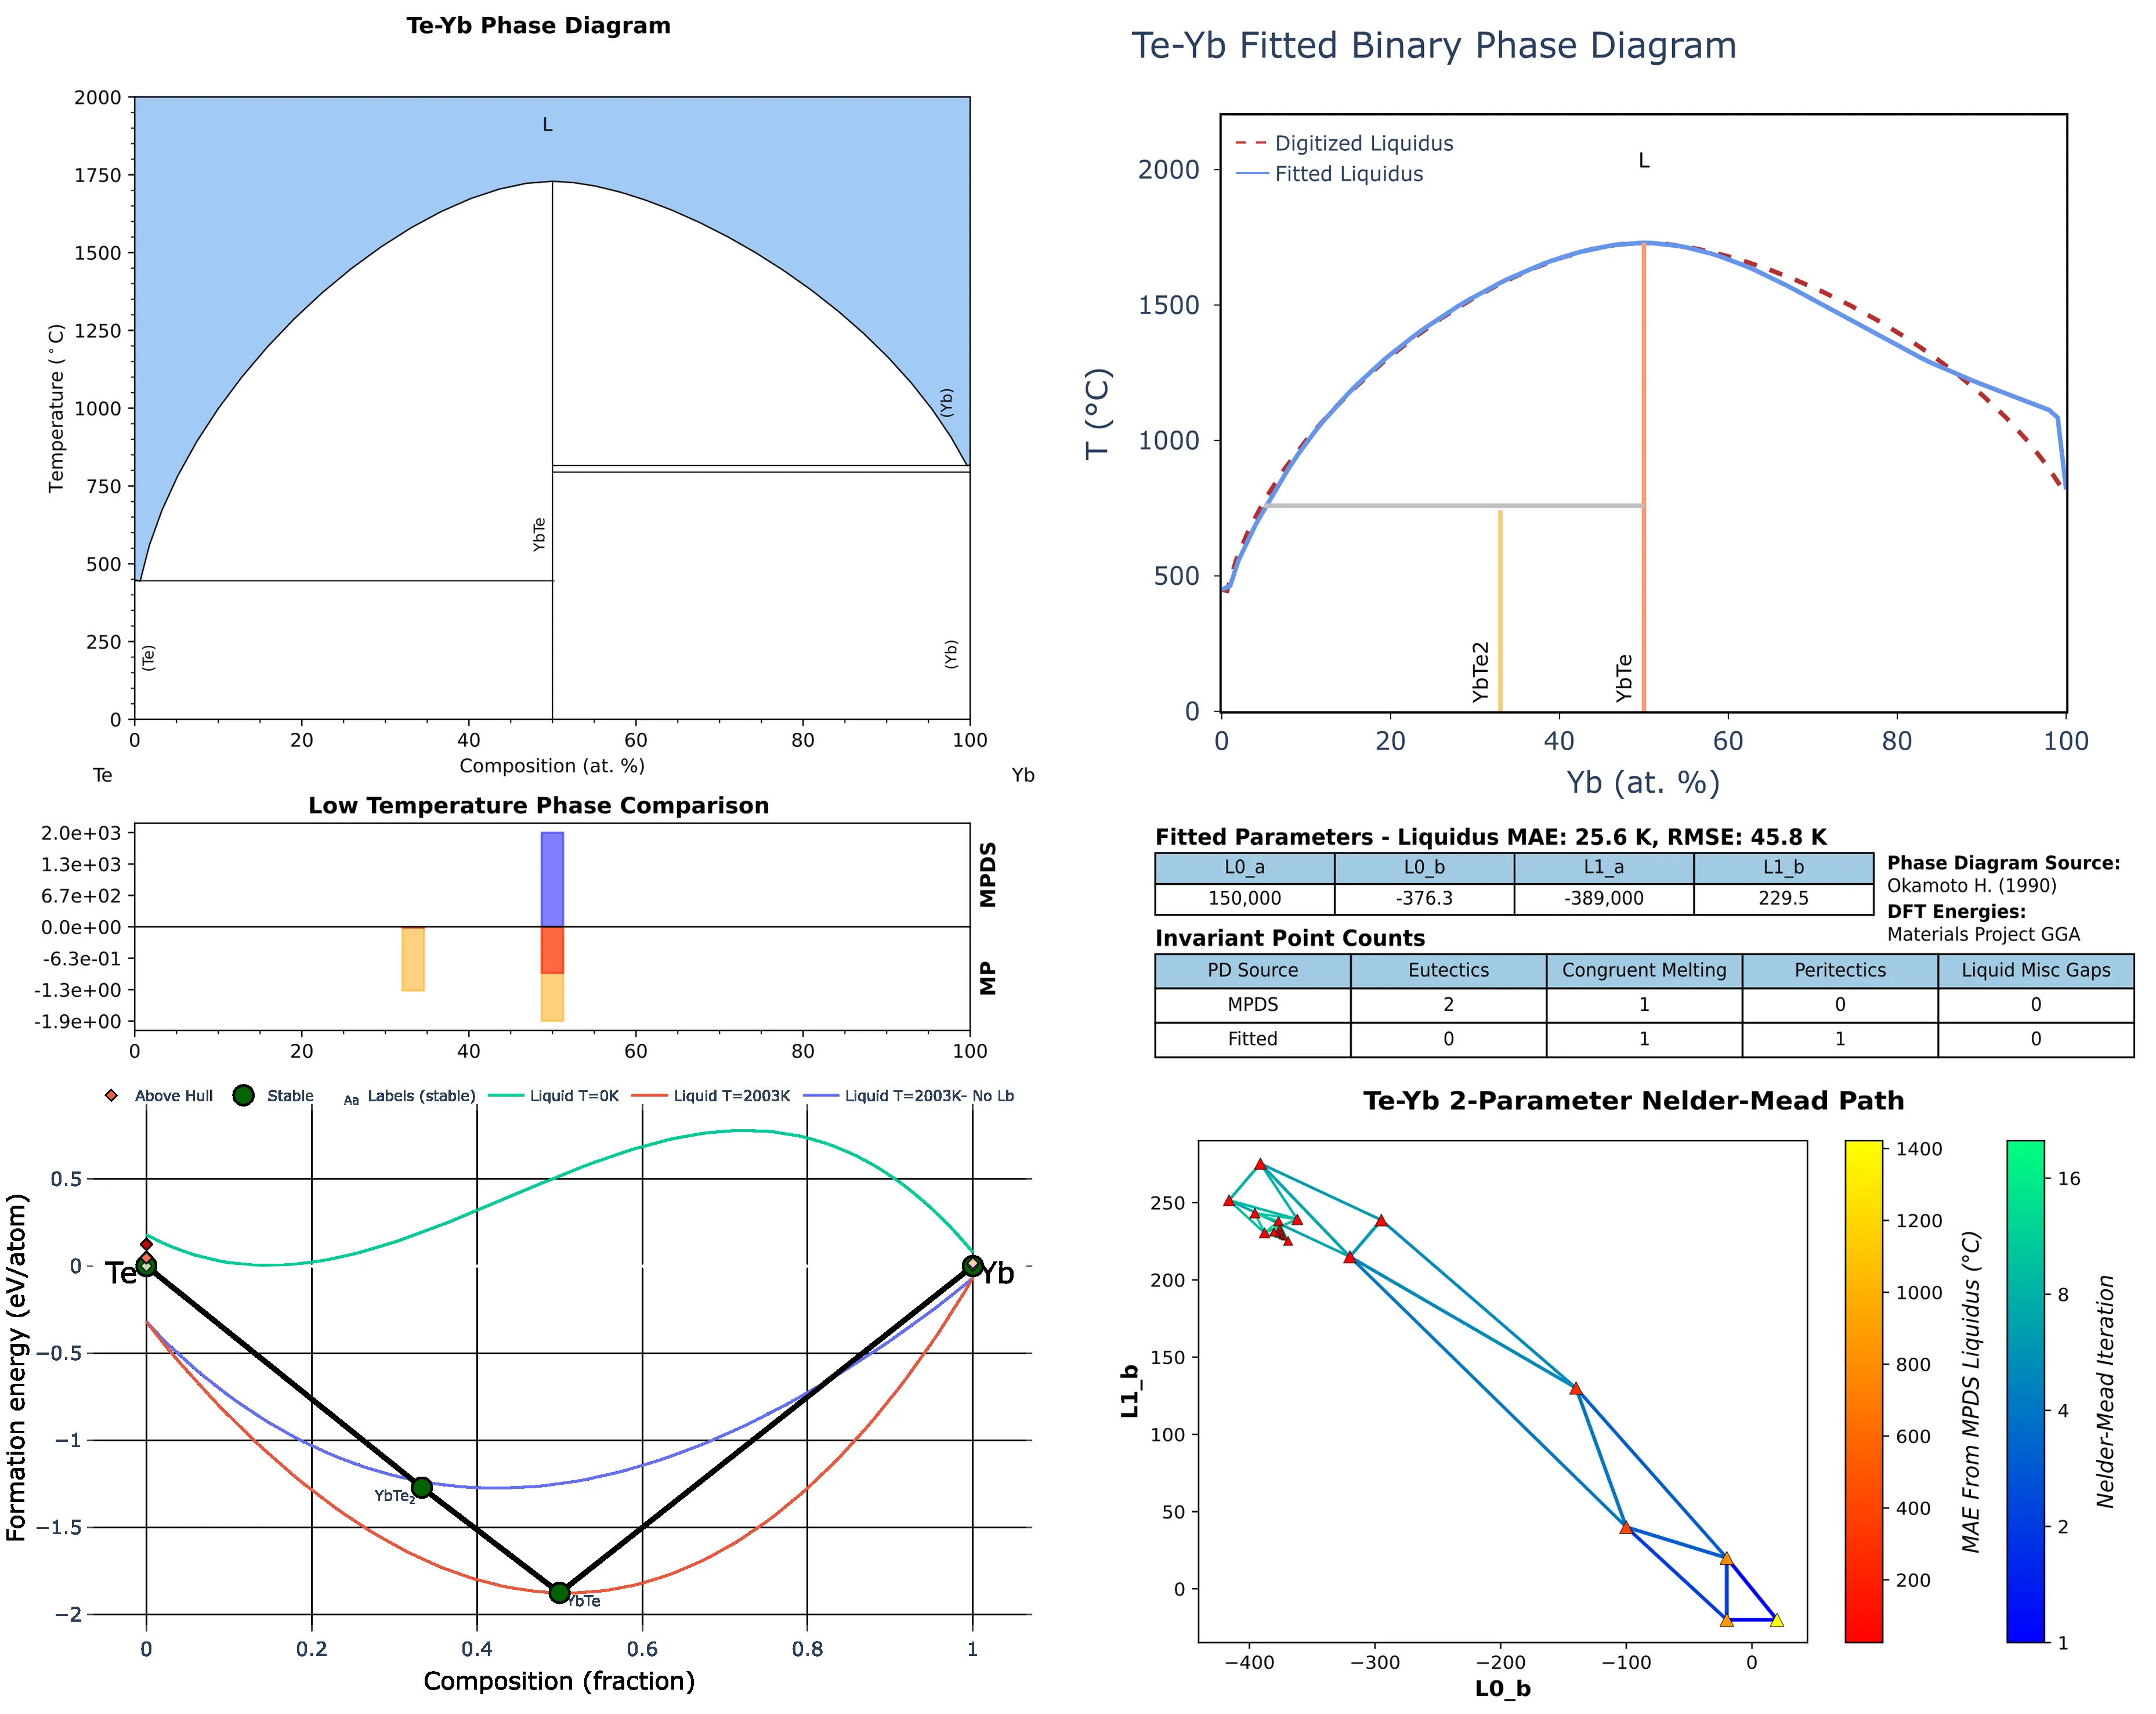 Te-Yb Phase Diagram
2000
1750
1500
1250
1000
750
500
250
0
Temperature (°C)
L
(Yb)
YbTe
(Te)
(Yb)
0 20 40 60 80 100
Composition (at. %)
Te Yb
Te-Yb Fitted Binary Phase Diagram
Digitized Liquidus
Fitted Liquidus
L
2000
1500
1000
500
0
T (°C)
YbTe2
YbTe
0 20 40 60 80 100
Yb (at. %)
Low Temperature Phase Comparison
2.0e+03
1.3e+03
6.7e+02
0.0e+00
-6.3e-01
-1.3e+00
-1.9e+00
MPDS
MP
0 20 40 60 80 100
Fitted Parameters - Liquidus MAE: 25.6 K, RMSE: 45.8 K
L0_a L0_b L1_a L1_b
150,000 -376.3 -389,000 229.5
Phase Diagram Source:
Okamoto H. (1990)
DFT Energies:
Materials Project GGA
Invariant Point Counts
PD Source Eutectics Congruent Melting Peritectics Liquid Misc Gaps
MPDS 2 1 0 0
Fitted 0 1 1 0
Above Hull Stable Aa Labels (stable) Liquid T=0K Liquid T=2003K Liquid T=2003K- No Lb
0.5
0
−0.5
−1
−1.5
−2
Formation energy (eV/atom)
Te
Yb
YbTe₂
YbTe
0 0.2 0.4 0.6 0.8 1
Composition (fraction)
Te-Yb 2-Parameter Nelder-Mead Path
250
200
150
100
50
0
L1_b
−400 −300 −200 −100 0
L0_b
1400
1200
1000
800
600
400
200
MAE From MPDS Liquidus (°C)
16
8
4
2
1
Nelder-Mead Iteration